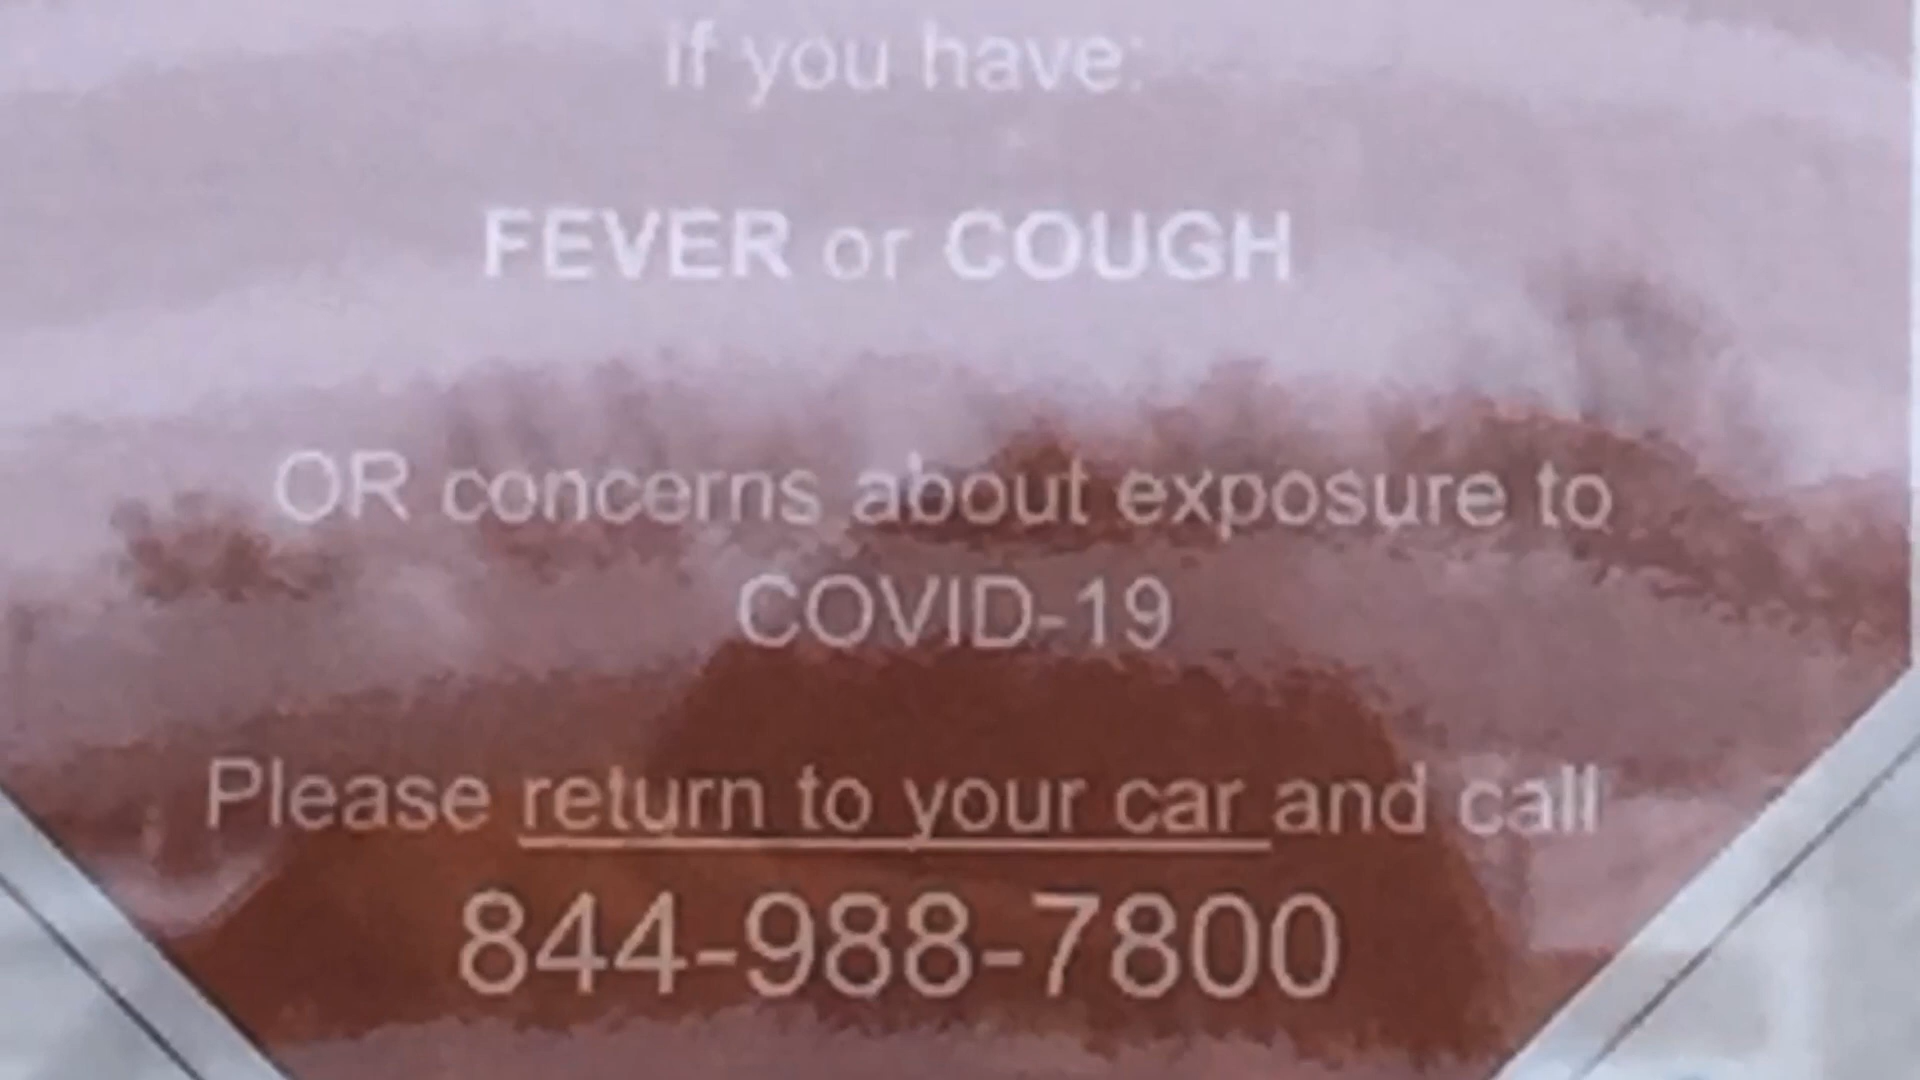 If you have:
FEVER or COUGH
OR concerns about exposure to
COVID-19
Please return to your car and call
844-988-7800